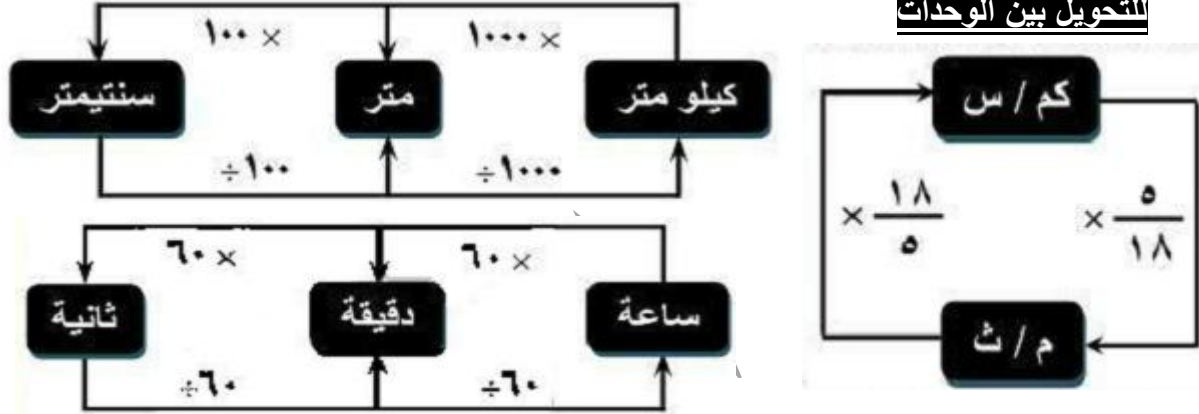 للتحويل بين الوحدات
كم / س
× ٥/١٨
× ١٨/٥
م / ث
١٠٠٠ ×
١٠٠ ×
كيلو متر
متر
سنتيمتر
÷١٠٠٠
÷١٠٠
٦٠ ×
٦٠ ×
ساعة
دقيقة
ثانية
÷٦٠
÷٦٠